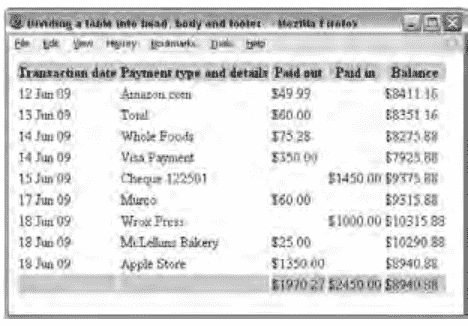 Dividing a table into head, body and footer - Mozilla Firefox
File Edit View History Bookmarks Tools Help
Transaction date Payment type and details Paid out Paid in Balance
12 Jun 09 Amazon.com $49.99 $8411.16
13 Jun 09 Total $60.00 $8351.16
14 Jun 09 Whole Foods $75.28 $8275.88
14 Jun 09 Visa Payment $350.00 $7925.88
15 Jun 09 Cheque 122501 $1450.00 $9375.88
17 Jun 09 Murco $60.00 $9315.88
18 Jun 09 Wrox Press $1000.00 $10315.88
18 Jun 09 McLellans Bakery $25.00 $10290.88
18 Jun 09 Apple Store $1350.00 $8940.88
$1970.27 $2450.00 $8940.88